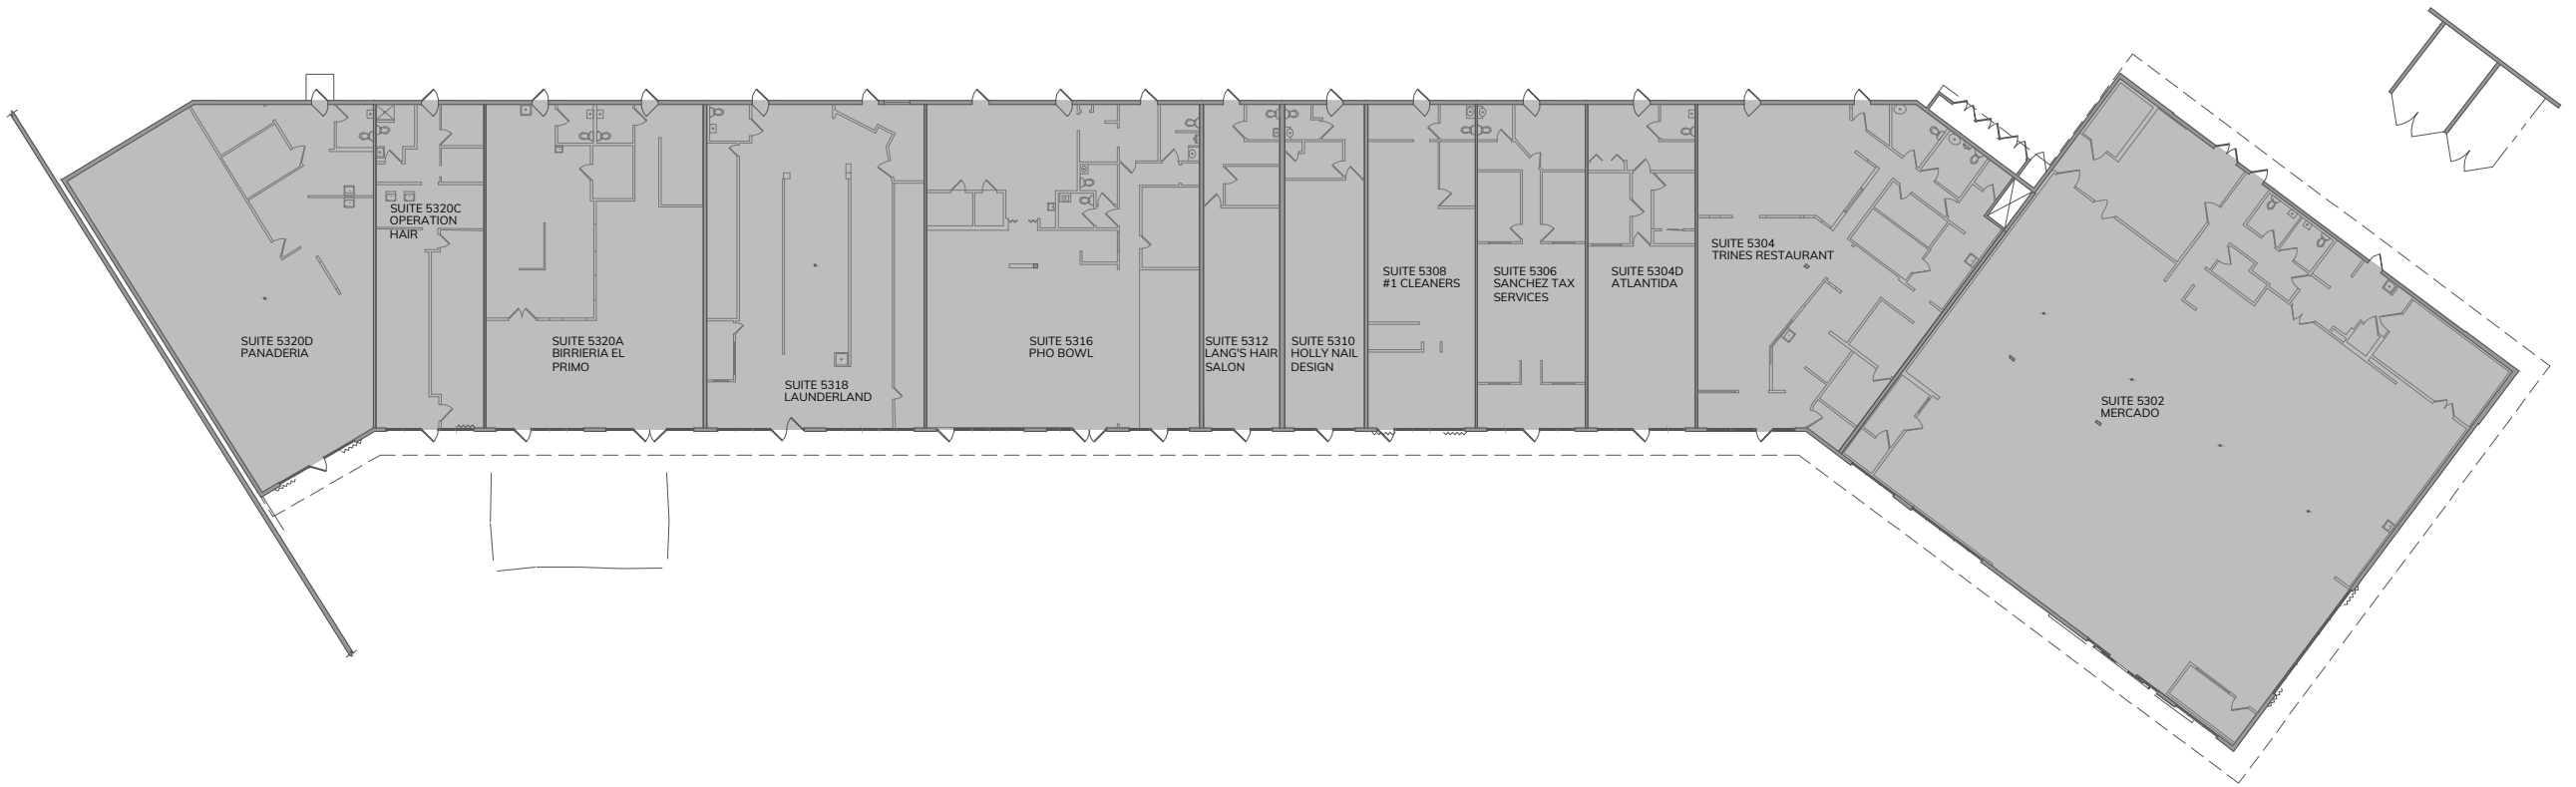 SUITE 5320D
PANADERIA
SUITE 5320C
OPERATION
HAIR
SUITE 5320A
BIRRIERIA EL
PRIMO
SUITE 5318
LAUNDERLAND
SUITE 5316
PHO BOWL
SUITE 5312
LANG'S HAIR
SALON
SUITE 5310
HOLLY NAIL
DESIGN
SUITE 5308
#1 CLEANERS
SUITE 5306
SANCHEZ TAX
SERVICES
SUITE 5304D
ATLANTIDA
SUITE 5304
TRINES RESTAURANT
SUITE 5302
MERCADO